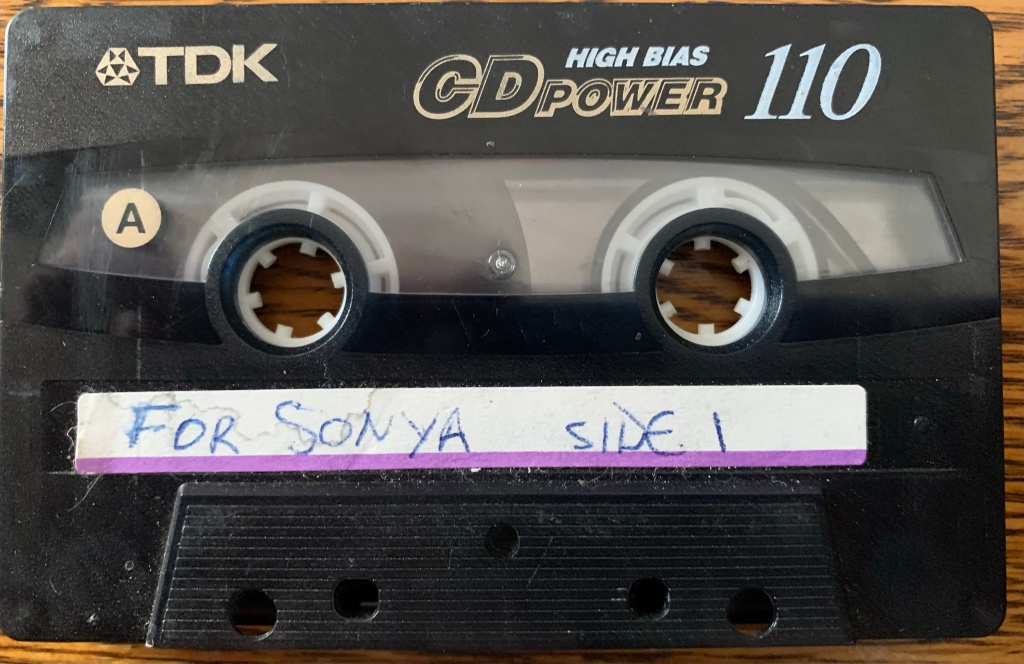 TDK
HIGH BIAS
CD POWER 110
A
FOR SONYA SIDE 1